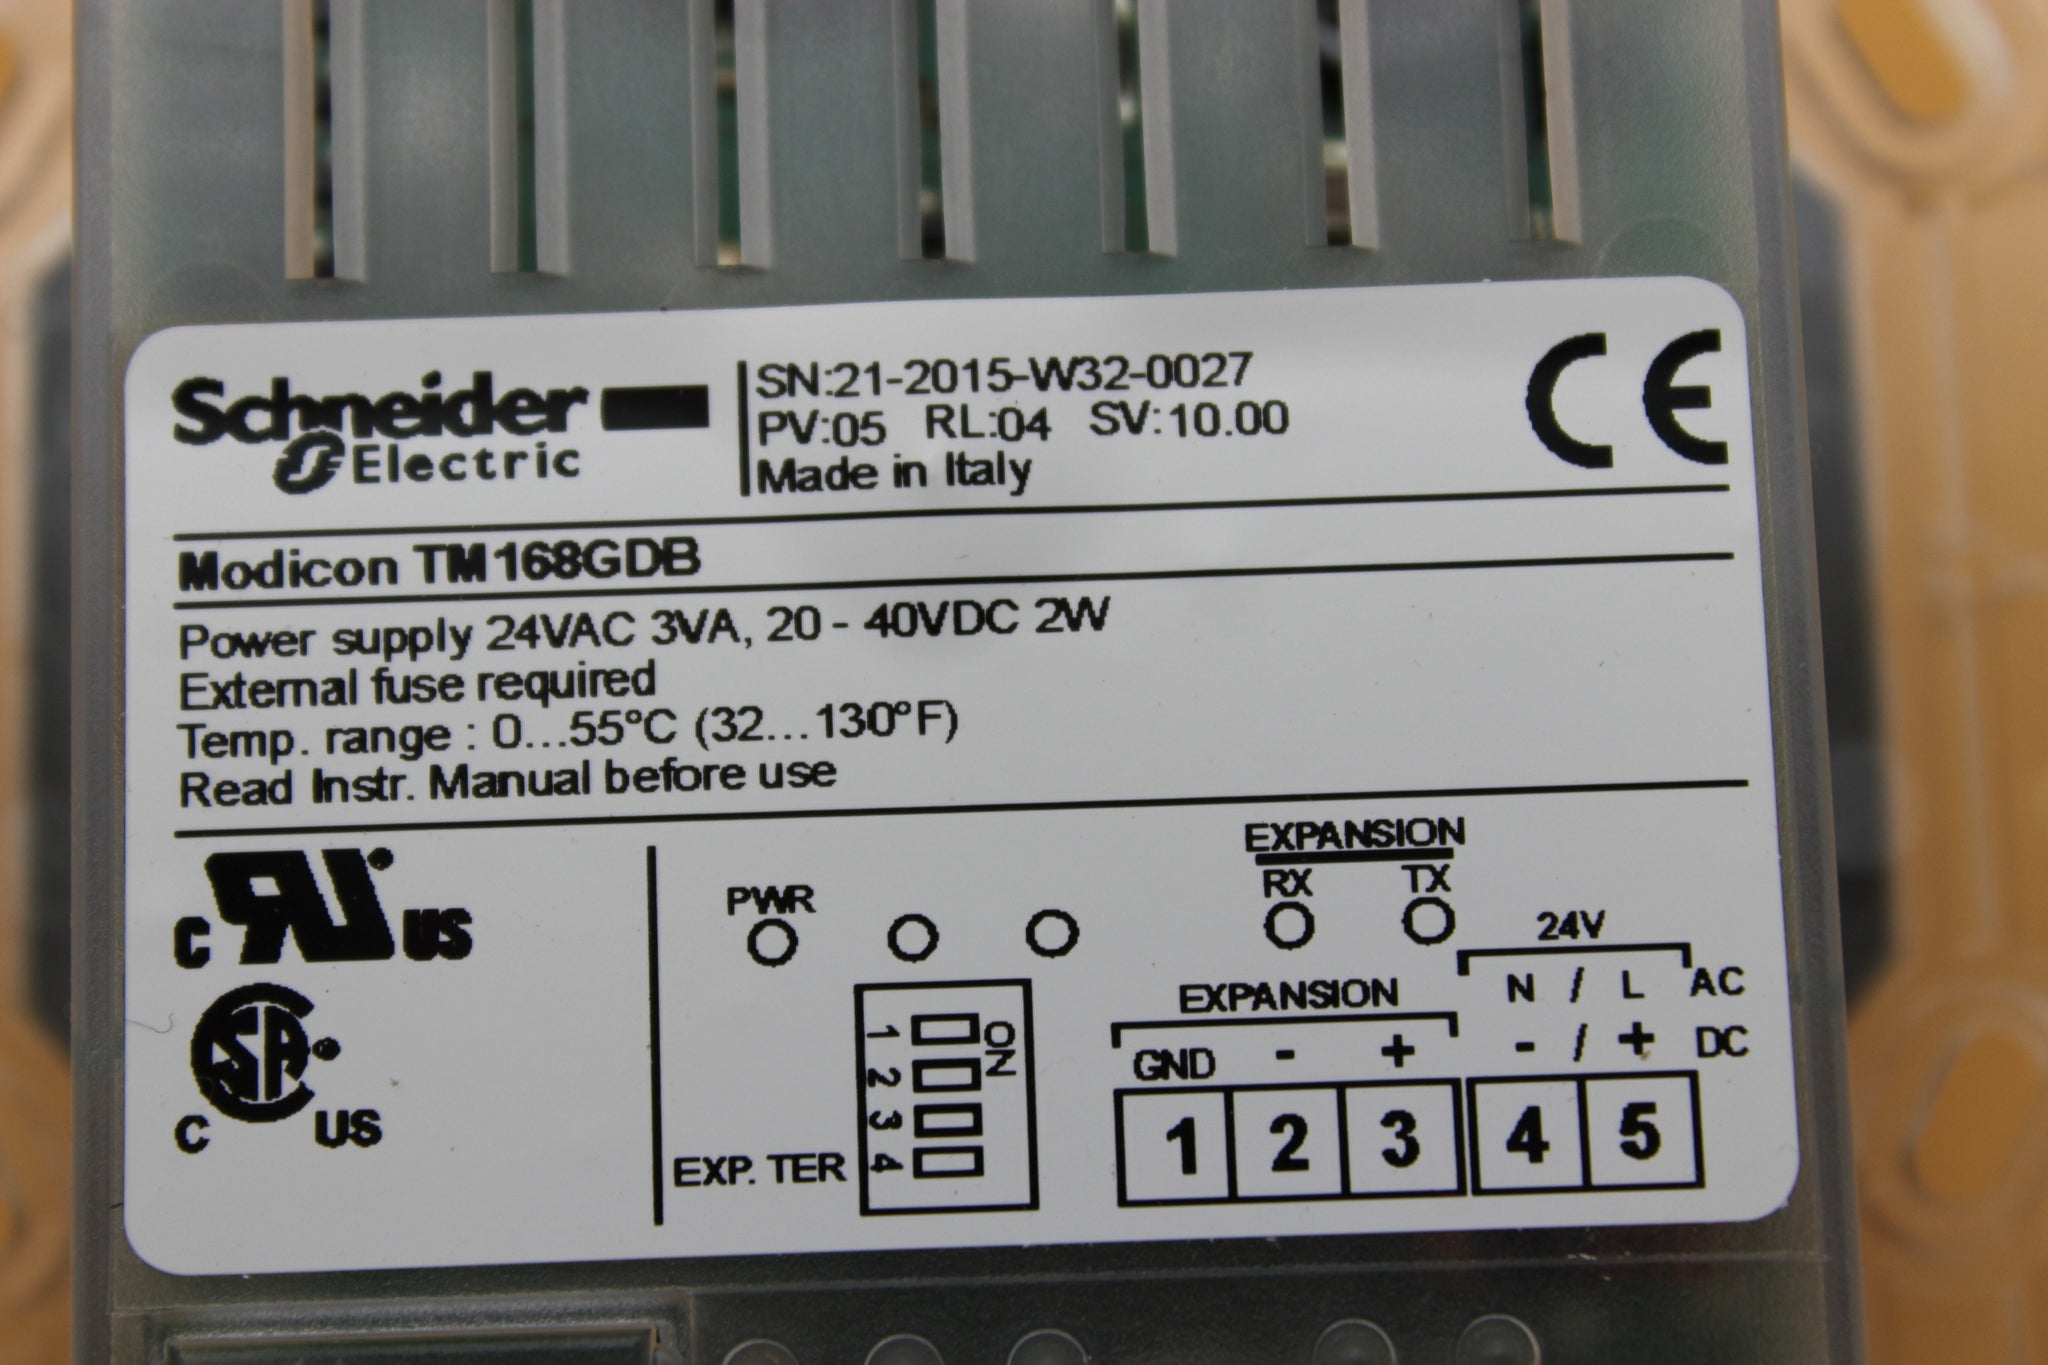 Schneider
Electric
SN:21-2015-W32-0027
PV:05 RL:04 SV:10.00
Made in Italy
CE
Modicon TM168GDB
Power supply 24VAC 3VA, 20 - 40VDC 2W
External fuse required
Temp. range : 0...55°C (32...130°F)
Read Instr. Manual before use
C RU US
C SA US
PWR
EXPANSION
RX TX
1 2 3 4
ON
EXP. TER
EXPANSION
GND - +
24V
N / L AC
- / + DC
1 2 3 4 5